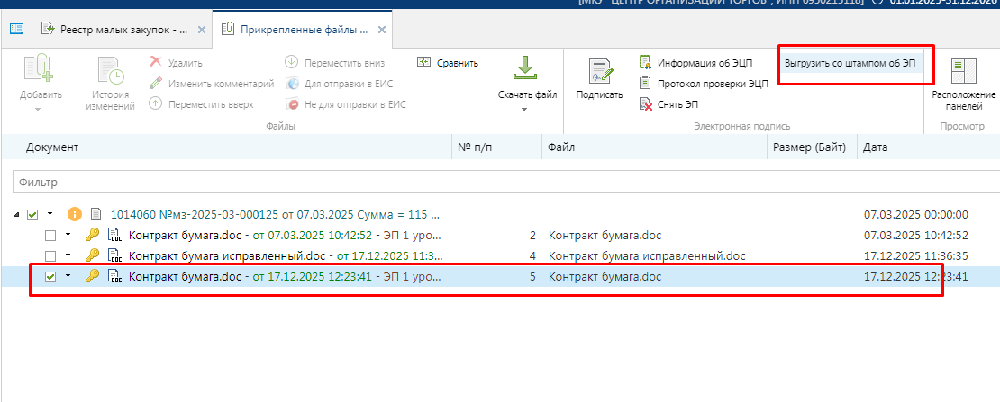 [МКУ "ЦЕНТР ОРГАНИЗАЦИИ ТОРГОВ", ИНН 0950215118] 01.01.2025-31.12.2026
Реестр малых закупок - ... ×
Прикрепленные файлы ... ×
Добавить
История изменений
Удалить
Изменить комментарий
Переместить вверх
Переместить вниз
Для отправки в ЕИС
Не для отправки в ЕИС
Сравнить
Скачать файл
Файлы
Подписать
Информация об ЭЦП
Протокол проверки ЭЦП
Снять ЭП
Выгрузить со штампом об ЭП
Электронная подпись
Расположение панелей
Просмотр
Документ № п/п Файл Размер (Байт) Дата
Фильтр
1014060 №мз-2025-03-000125 от 07.03.2025 Сумма = 115 ... 07.03.2025 00:00:00
Контракт бумага.doc - от 07.03.2025 10:42:52 - ЭП 1 уро... 2 Контракт бумага.doc 07.03.2025 10:42:52
Контракт бумага исправленный.doc - от 17.12.2025 11:3... 4 Контракт бумага исправленный.doc 17.12.2025 11:36:35
Контракт бумага.doc - от 17.12.2025 12:23:41 - ЭП 1 уро... 5 Контракт бумага.doc 17.12.2025 12:23:41